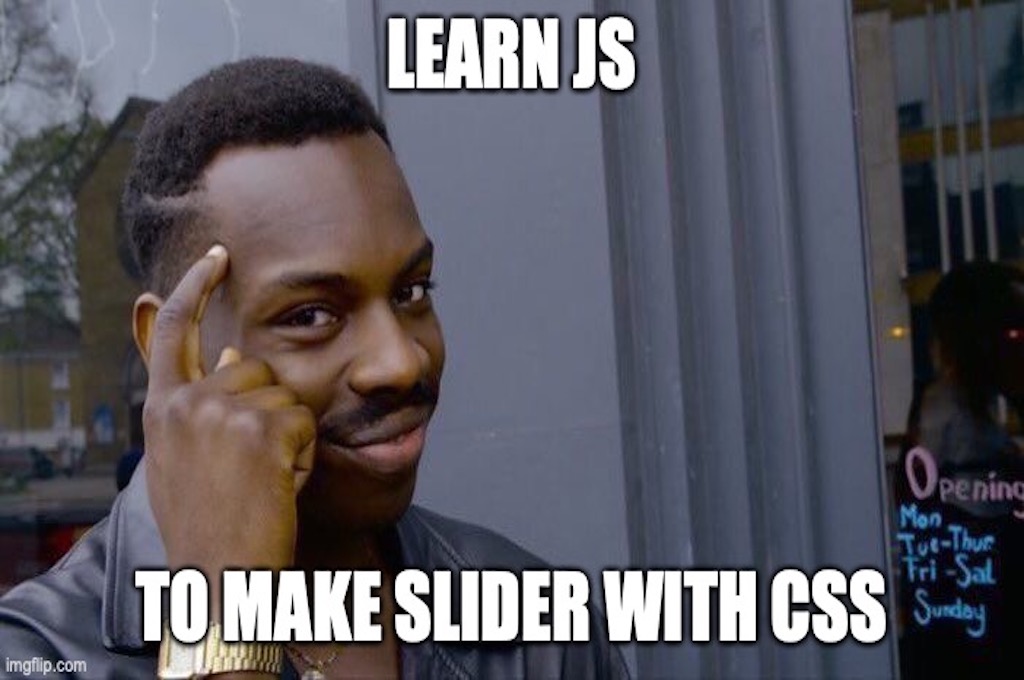 LEARN JS
Opening
Mon
Tue-Thur
Fri-Sat
Sunday
TO MAKE SLIDER WITH CSS
imgflip.com